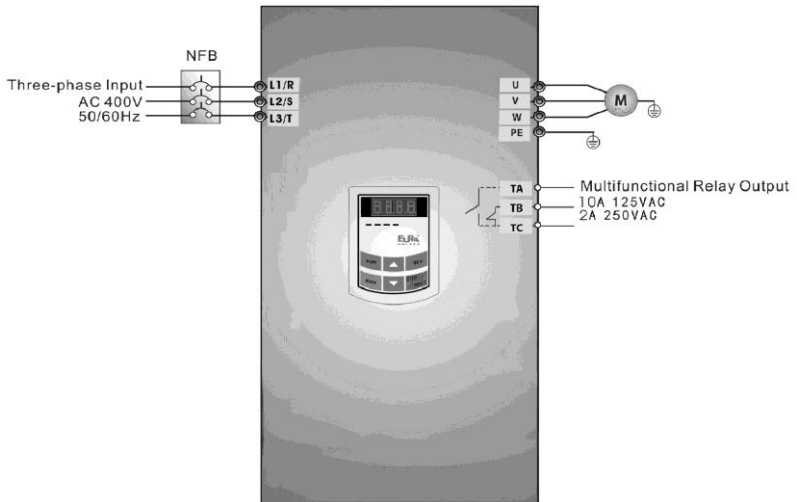 NFB
Three-phase Input
AC 400V
50/60Hz
L1/R
L2/S
L3/T
U
V
W
PE
M
TA
TB
TC
Multifunctional Relay Output
10A 125VAC
2A 250VAC
EURA